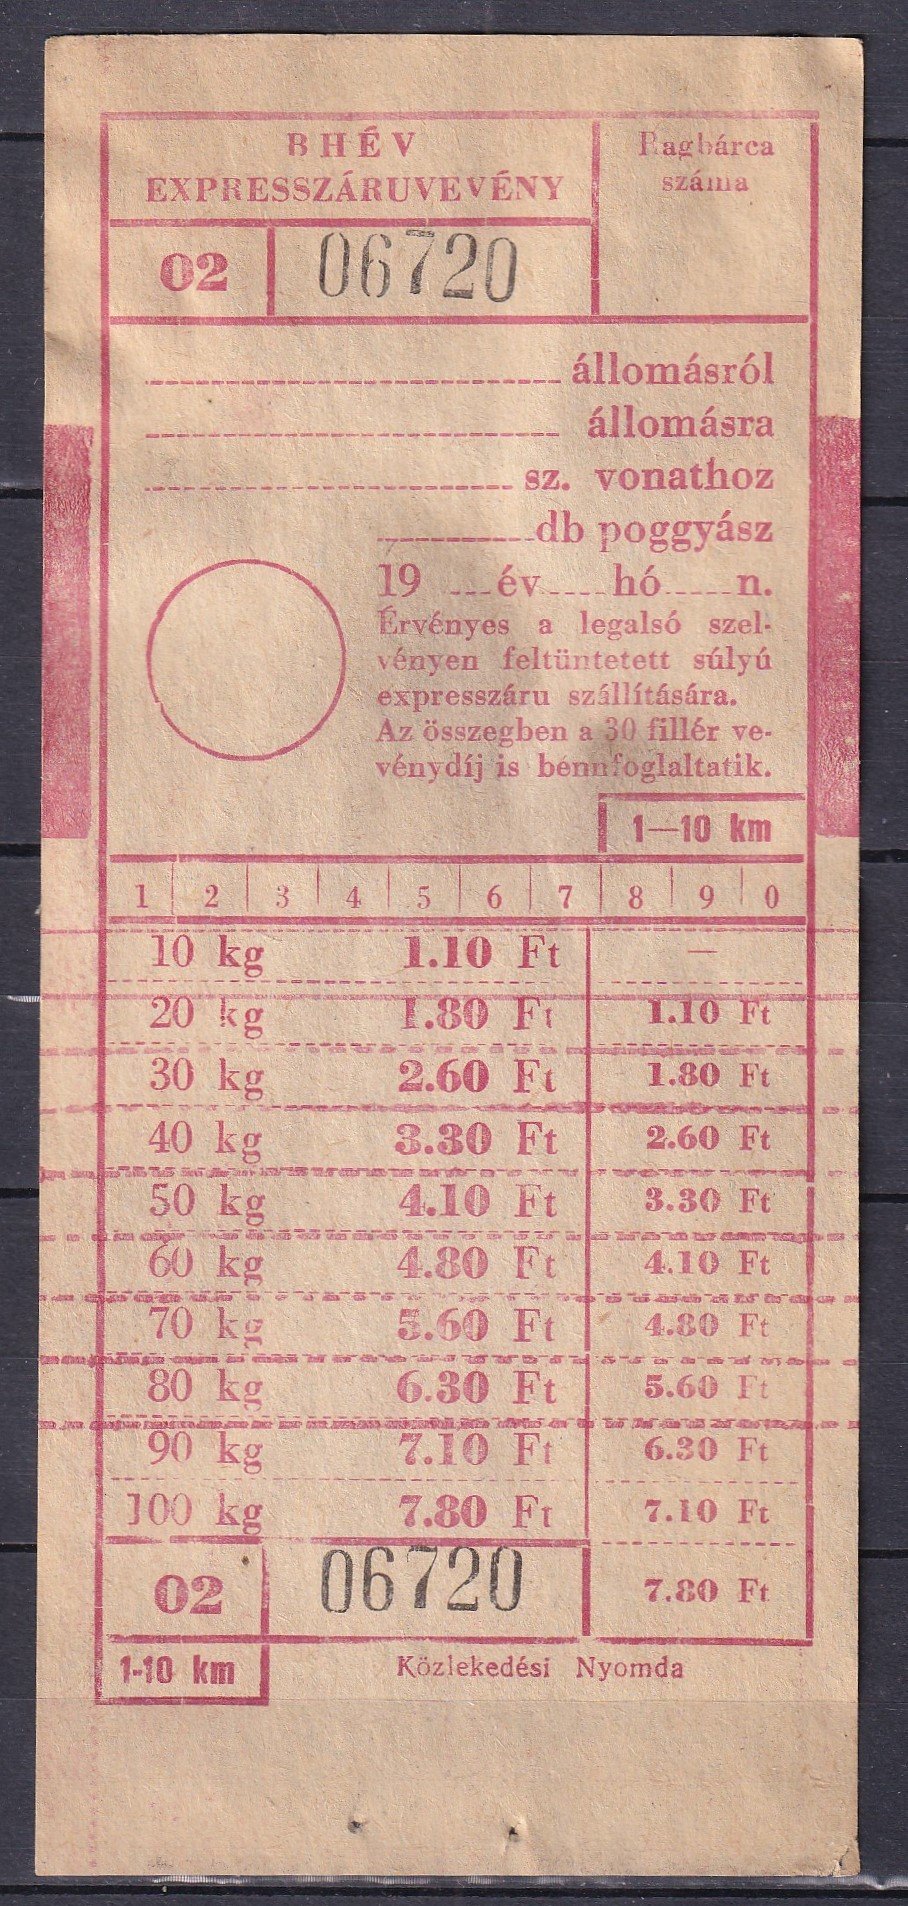 BHÉV
EXPRESSZÁRUVEVÉNY
Ragbárca
száma
02 06720
állomásról
állomásra
sz. vonathoz
db poggyász
19 év hó n.
Érvényes a legalsó szel-
vényen feltüntetett súlyú
expresszáru szállítására.
Az összegben a 30 fillér ve-
vénydíj is bennfoglaltatik.
1—10 km
1 2 3 4 5 6 7 8 9 0
10 kg 1.10 Ft —
20 kg 1.80 Ft 1.10 Ft
30 kg 2.60 Ft 1.80 Ft
40 kg 3.30 Ft 2.60 Ft
50 kg 4.10 Ft 3.30 Ft
60 kg 4.80 Ft 4.10 Ft
70 kg 5.60 Ft 4.80 Ft
80 kg 6.30 Ft 5.60 Ft
90 kg 7.10 Ft 6.30 Ft
100 kg 7.80 Ft 7.10 Ft
02 06720 7.80 Ft
1-10 km Közlekedési Nyomda